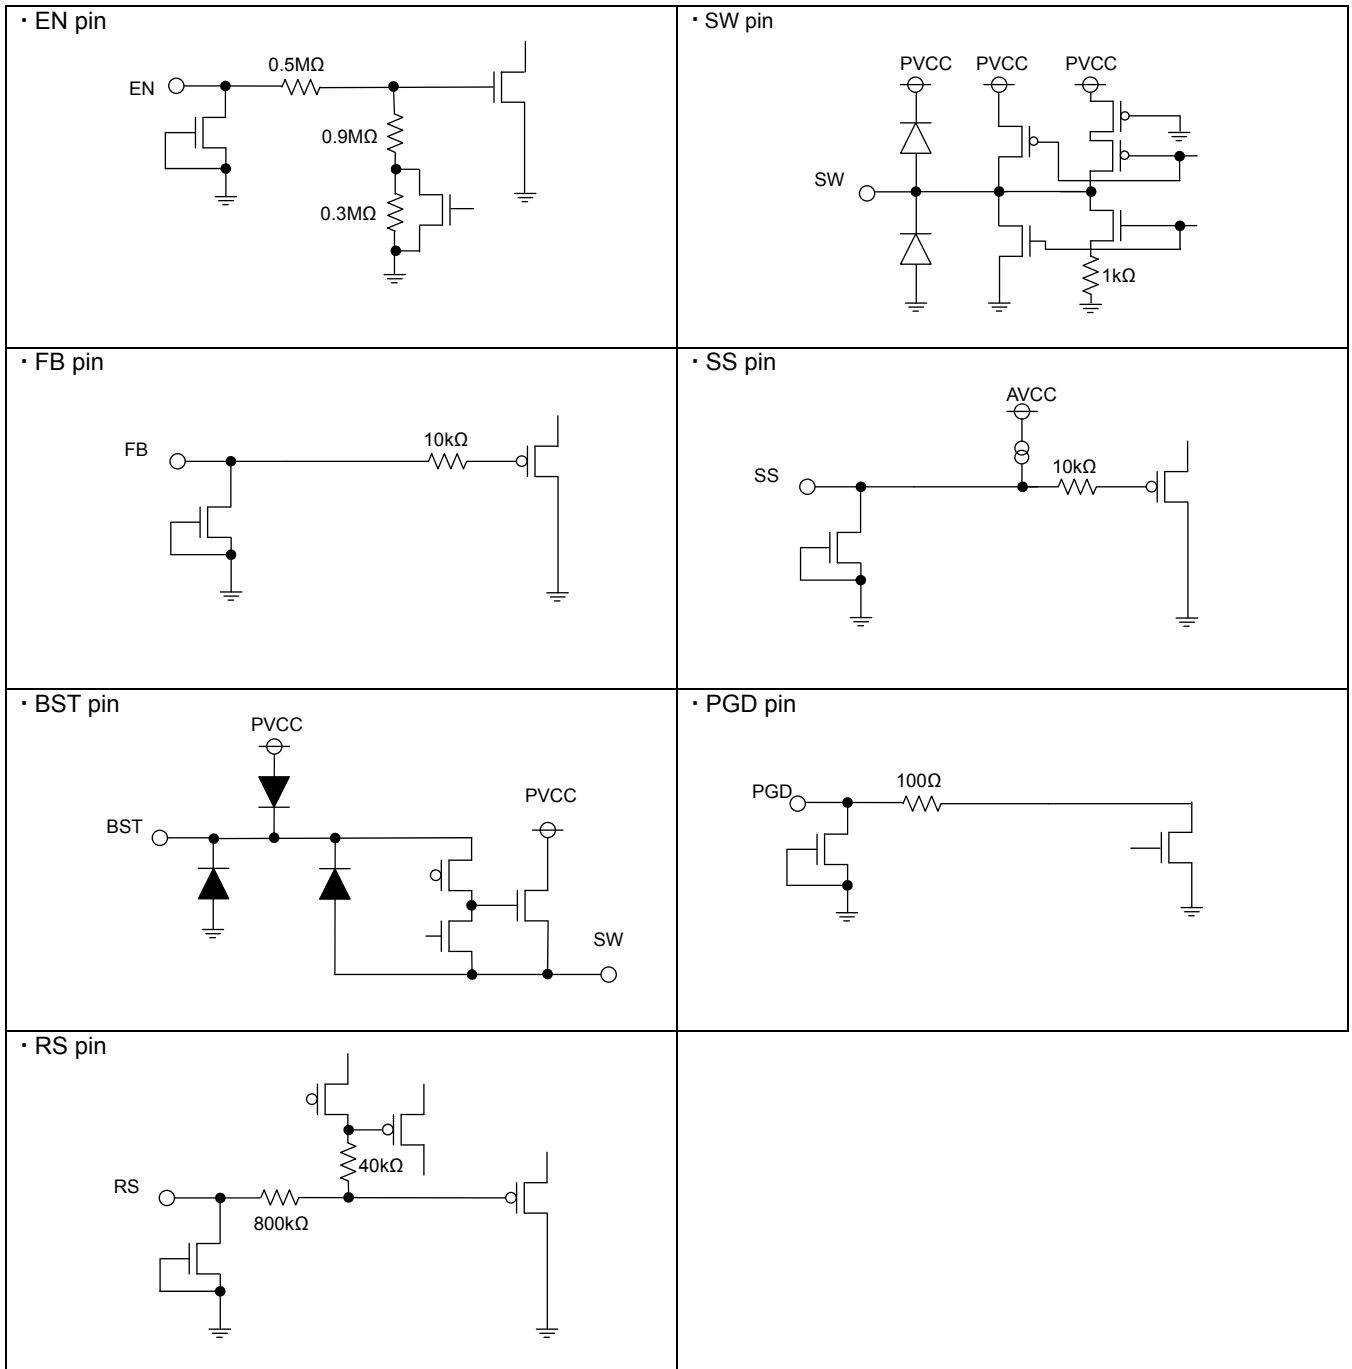 · EN pin
0.5MΩ
EN
0.9MΩ
0.3MΩ
· SW pin
PVCC PVCC PVCC
SW
1kΩ
· FB pin
FB
10kΩ
· SS pin
AVCC
SS
10kΩ
· BST pin
PVCC
PVCC
BST
SW
· PGD pin
100Ω
PGD
· RS pin
40kΩ
RS
800kΩ